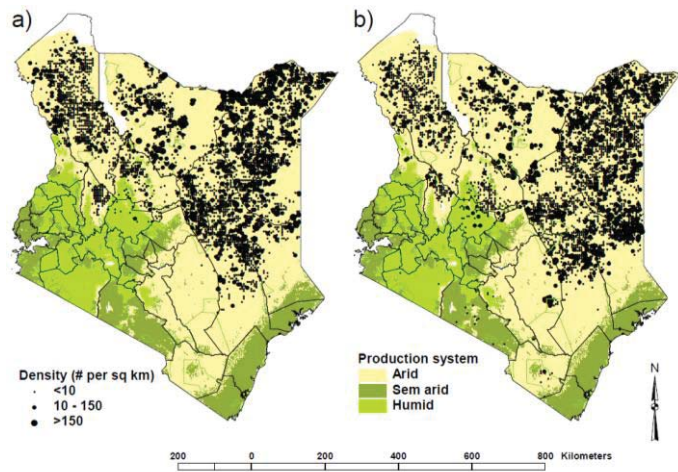 a)
b)
Density (# per sq km)
<10
10 - 150
>150
Production system
Arid
Sem arid
Humid
N
200 0 200 400 600 800 Kilometers